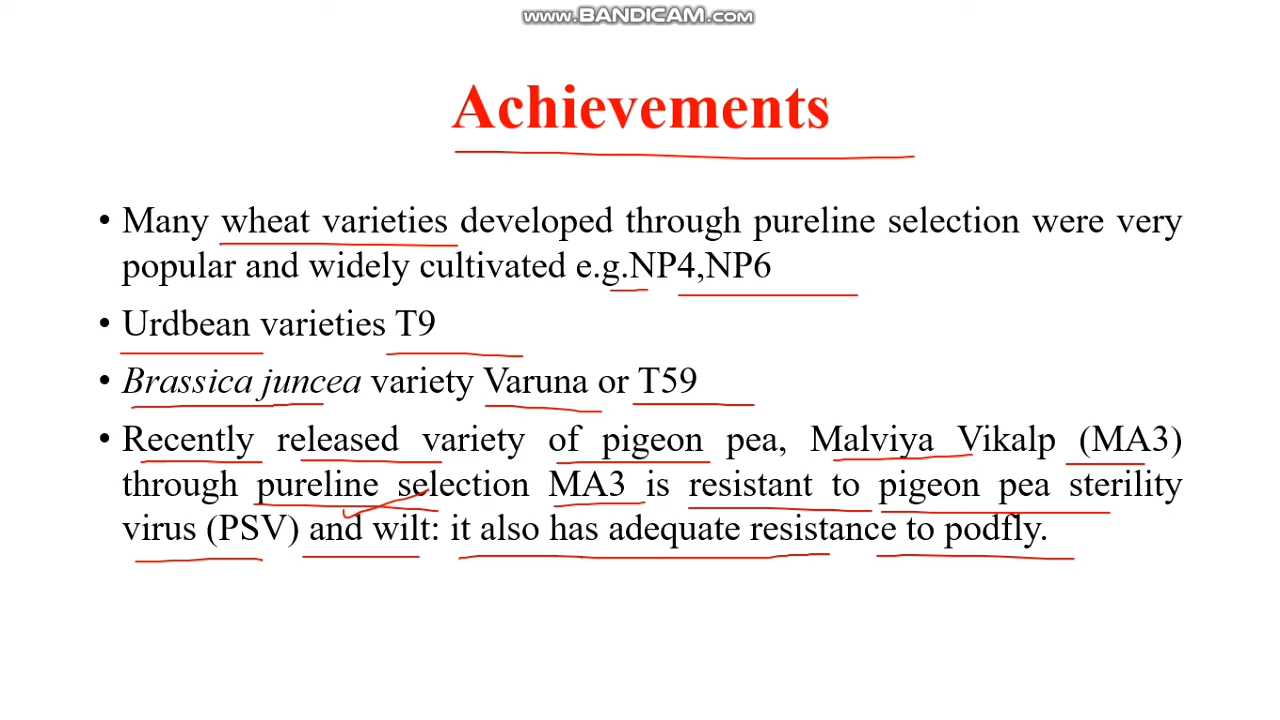 www.BANDICAM.com
Achievements
• Many wheat varieties developed through pureline selection were very
popular and widely cultivated e.g.NP4,NP6
• Urdbean varieties T9
• Brassica juncea variety Varuna or T59
• Recently released variety of pigeon pea, Malviya Vikalp (MA3)
through pureline selection MA3 is resistant to pigeon pea sterility
virus (PSV) and wilt: it also has adequate resistance to podfly.